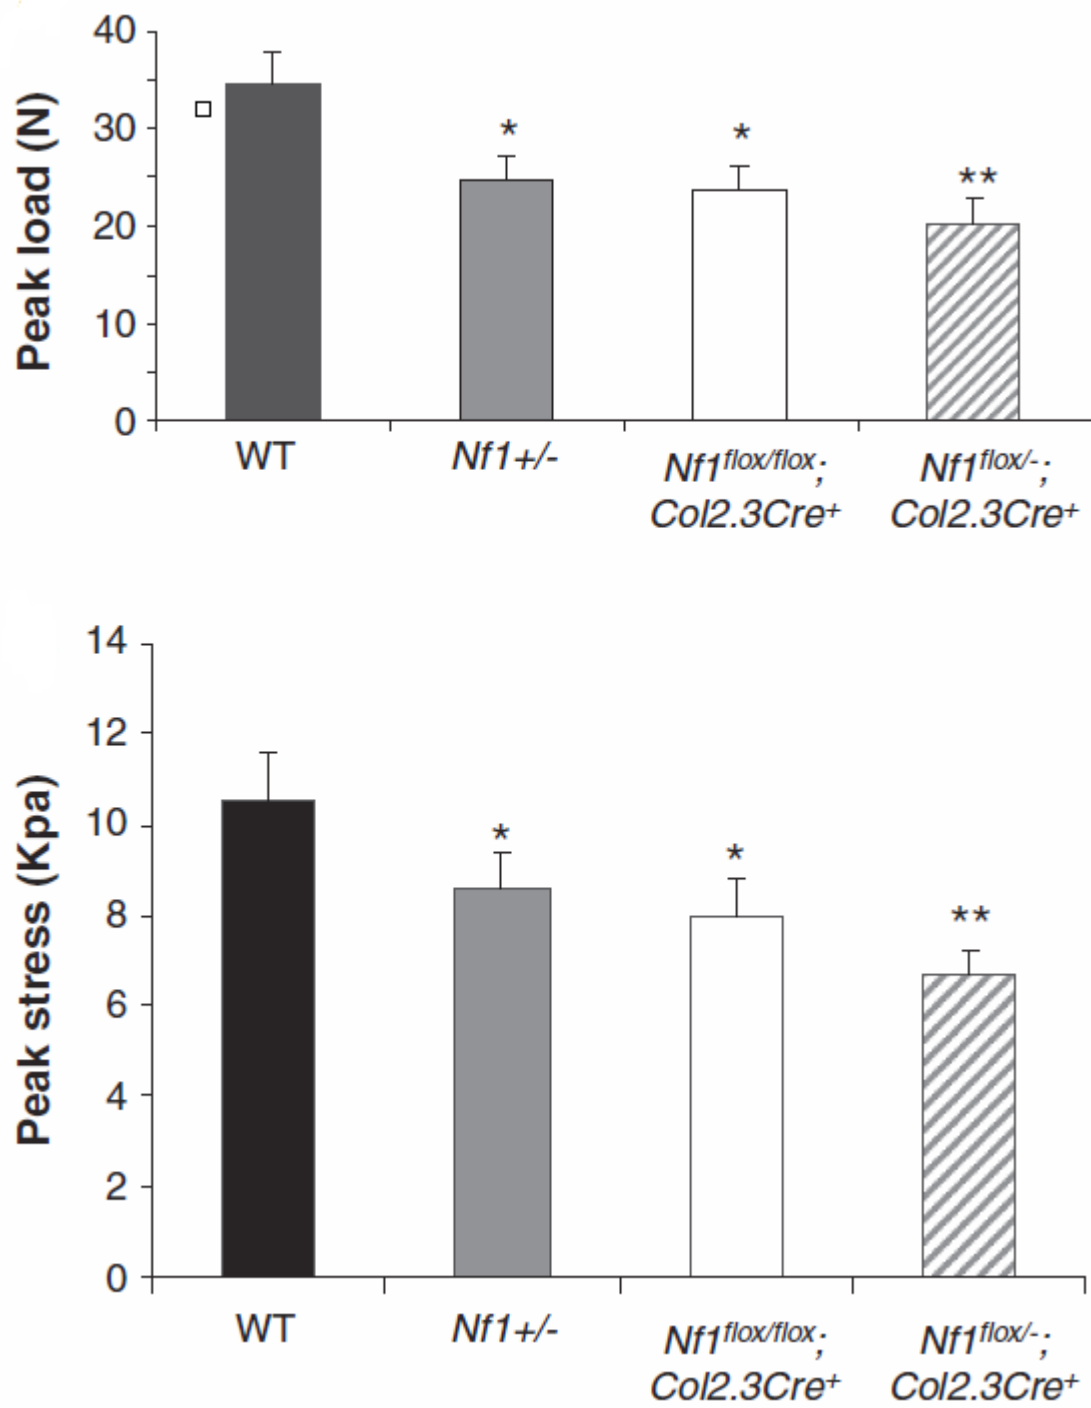 Peak load (N)
40
30
20
10
0
*
*
**
WT
Nf1+/-
Nf1flox/flox;
Col2.3Cre+
Nf1flox/-;
Col2.3Cre+
Peak stress (Kpa)
14
12
10
8
6
4
2
0
*
*
**
WT
Nf1+/-
Nf1flox/flox;
Col2.3Cre+
Nf1flox/-;
Col2.3Cre+